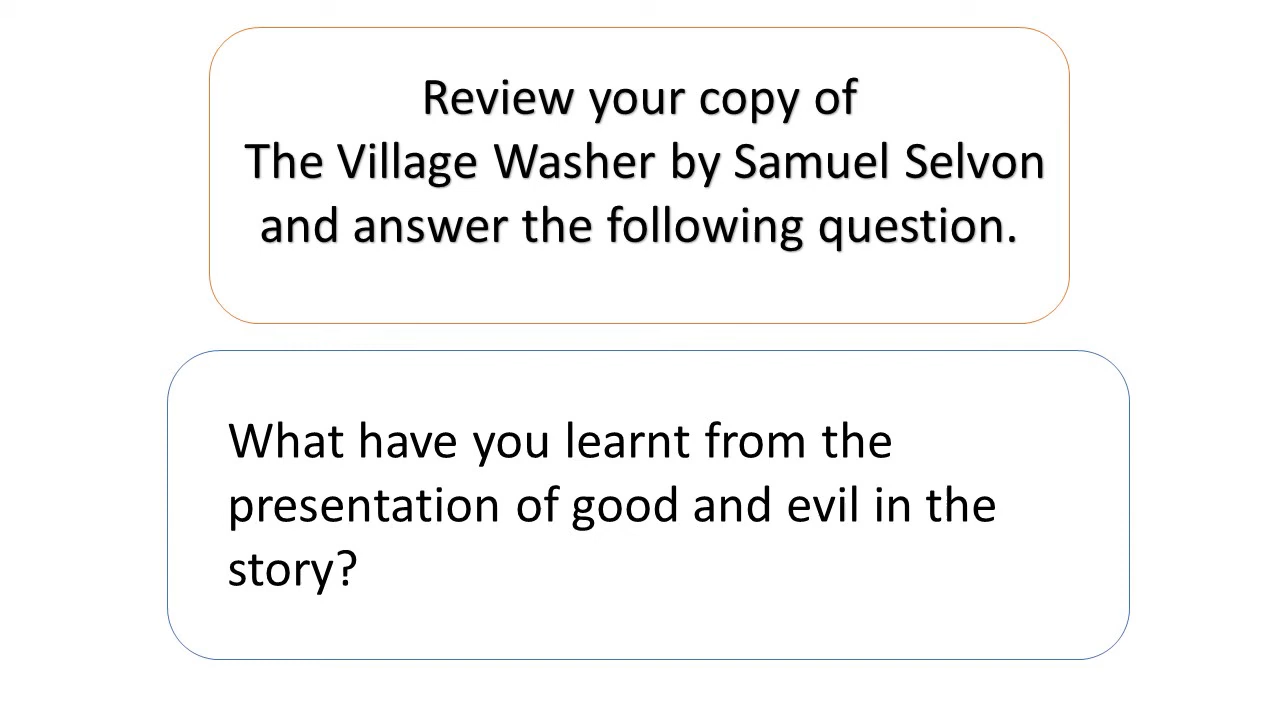 Review your copy of
The Village Washer by Samuel Selvon
and answer the following question.
What have you learnt from the
presentation of good and evil in the
story?